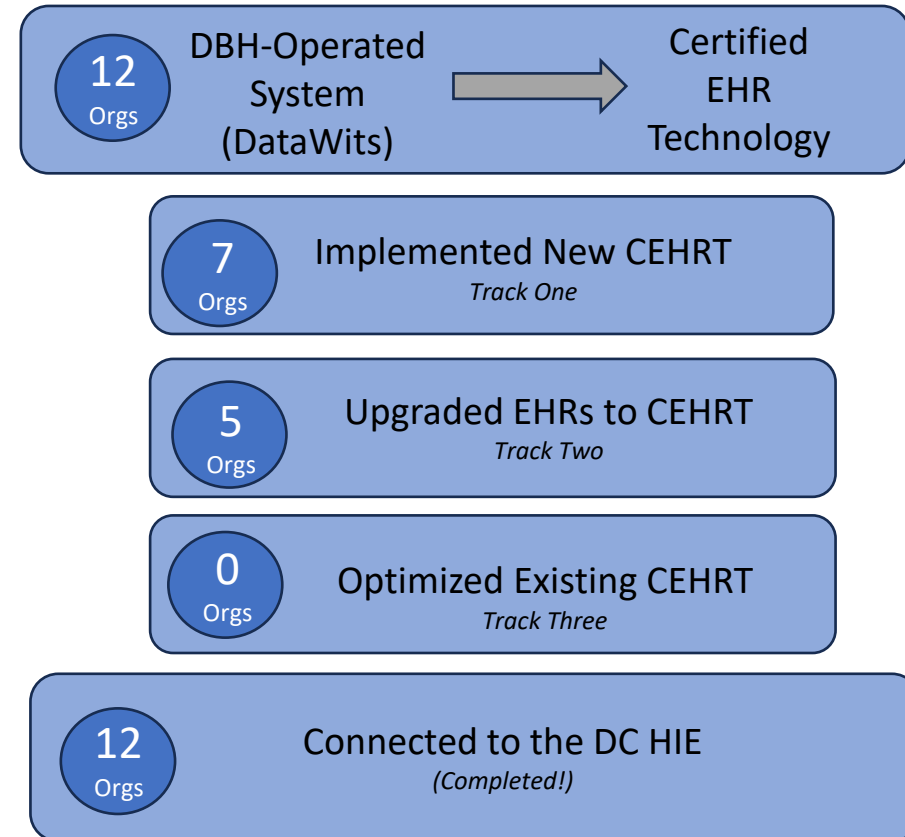 12
Orgs
DBH-Operated
System
(DataWits)
Certified
EHR
Technology
7
Orgs
Implemented New CEHRT
Track One
5
Orgs
Upgraded EHRs to CEHRT
Track Two
0
Orgs
Optimized Existing CEHRT
Track Three
12
Orgs
Connected to the DC HIE
(Completed!)